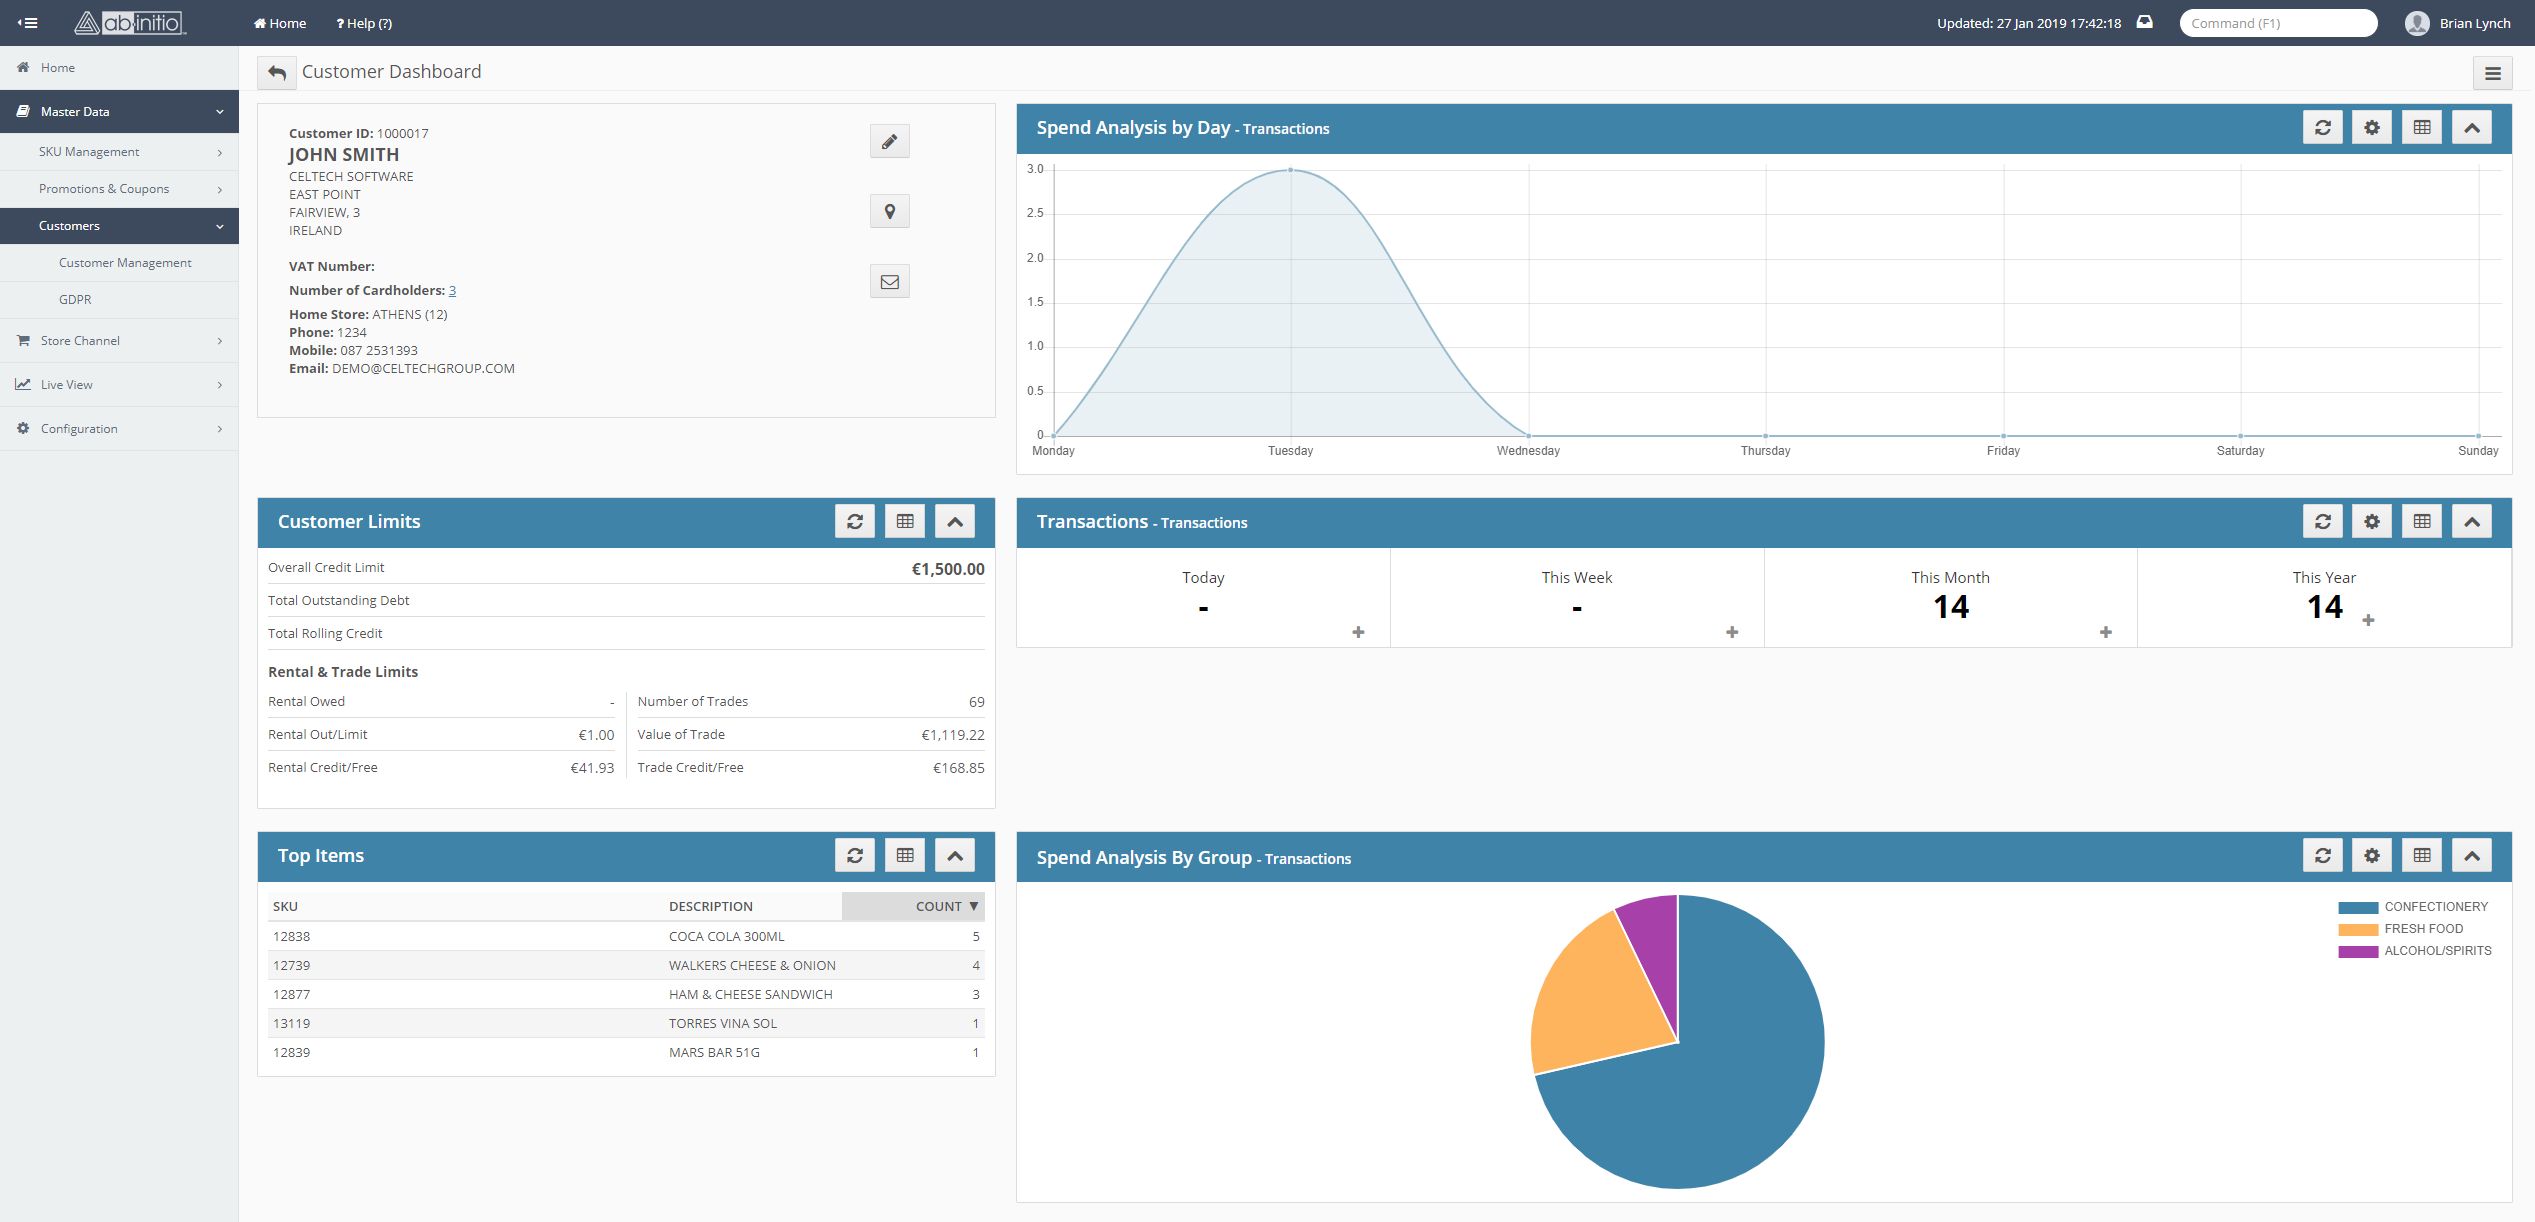 ab-initio
Home
Help (?)
Updated: 27 Jan 2019 17:42:18
Command (F1)
Brian Lynch
Home
Master Data
SKU Management
Promotions & Coupons
Customers
Customer Management
GDPR
Store Channel
Live View
Configuration
Customer Dashboard
Customer ID: 1000017
JOHN SMITH
CELTECH SOFTWARE
EAST POINT
FAIRVIEW, 3
IRELAND
VAT Number:
Number of Cardholders: 3
Home Store: ATHENS (12)
Phone: 1234
Mobile: 087 2531393
Email: DEMO@CELTECHGROUP.COM
Spend Analysis by Day - Transactions
3.0
2.5
2.0
1.5
1.0
0.5
0
Monday Tuesday Wednesday Thursday Friday Saturday Sunday
Customer Limits
Overall Credit Limit €1,500.00
Total Outstanding Debt
Total Rolling Credit
Rental & Trade Limits
Rental Owed - Number of Trades 69
Rental Out/Limit €1.00 Value of Trade €1,119.22
Rental Credit/Free €41.93 Trade Credit/Free €168.85
Transactions - Transactions
Today This Week This Month This Year
- - 14 14
Top Items
SKU DESCRIPTION COUNT ▼
12838 COCA COLA 300ML 5
12739 WALKERS CHEESE & ONION 4
12877 HAM & CHEESE SANDWICH 3
13119 TORRES VINA SOL 1
12839 MARS BAR 51G 1
Spend Analysis By Group - Transactions
CONFECTIONERY
FRESH FOOD
ALCOHOL/SPIRITS